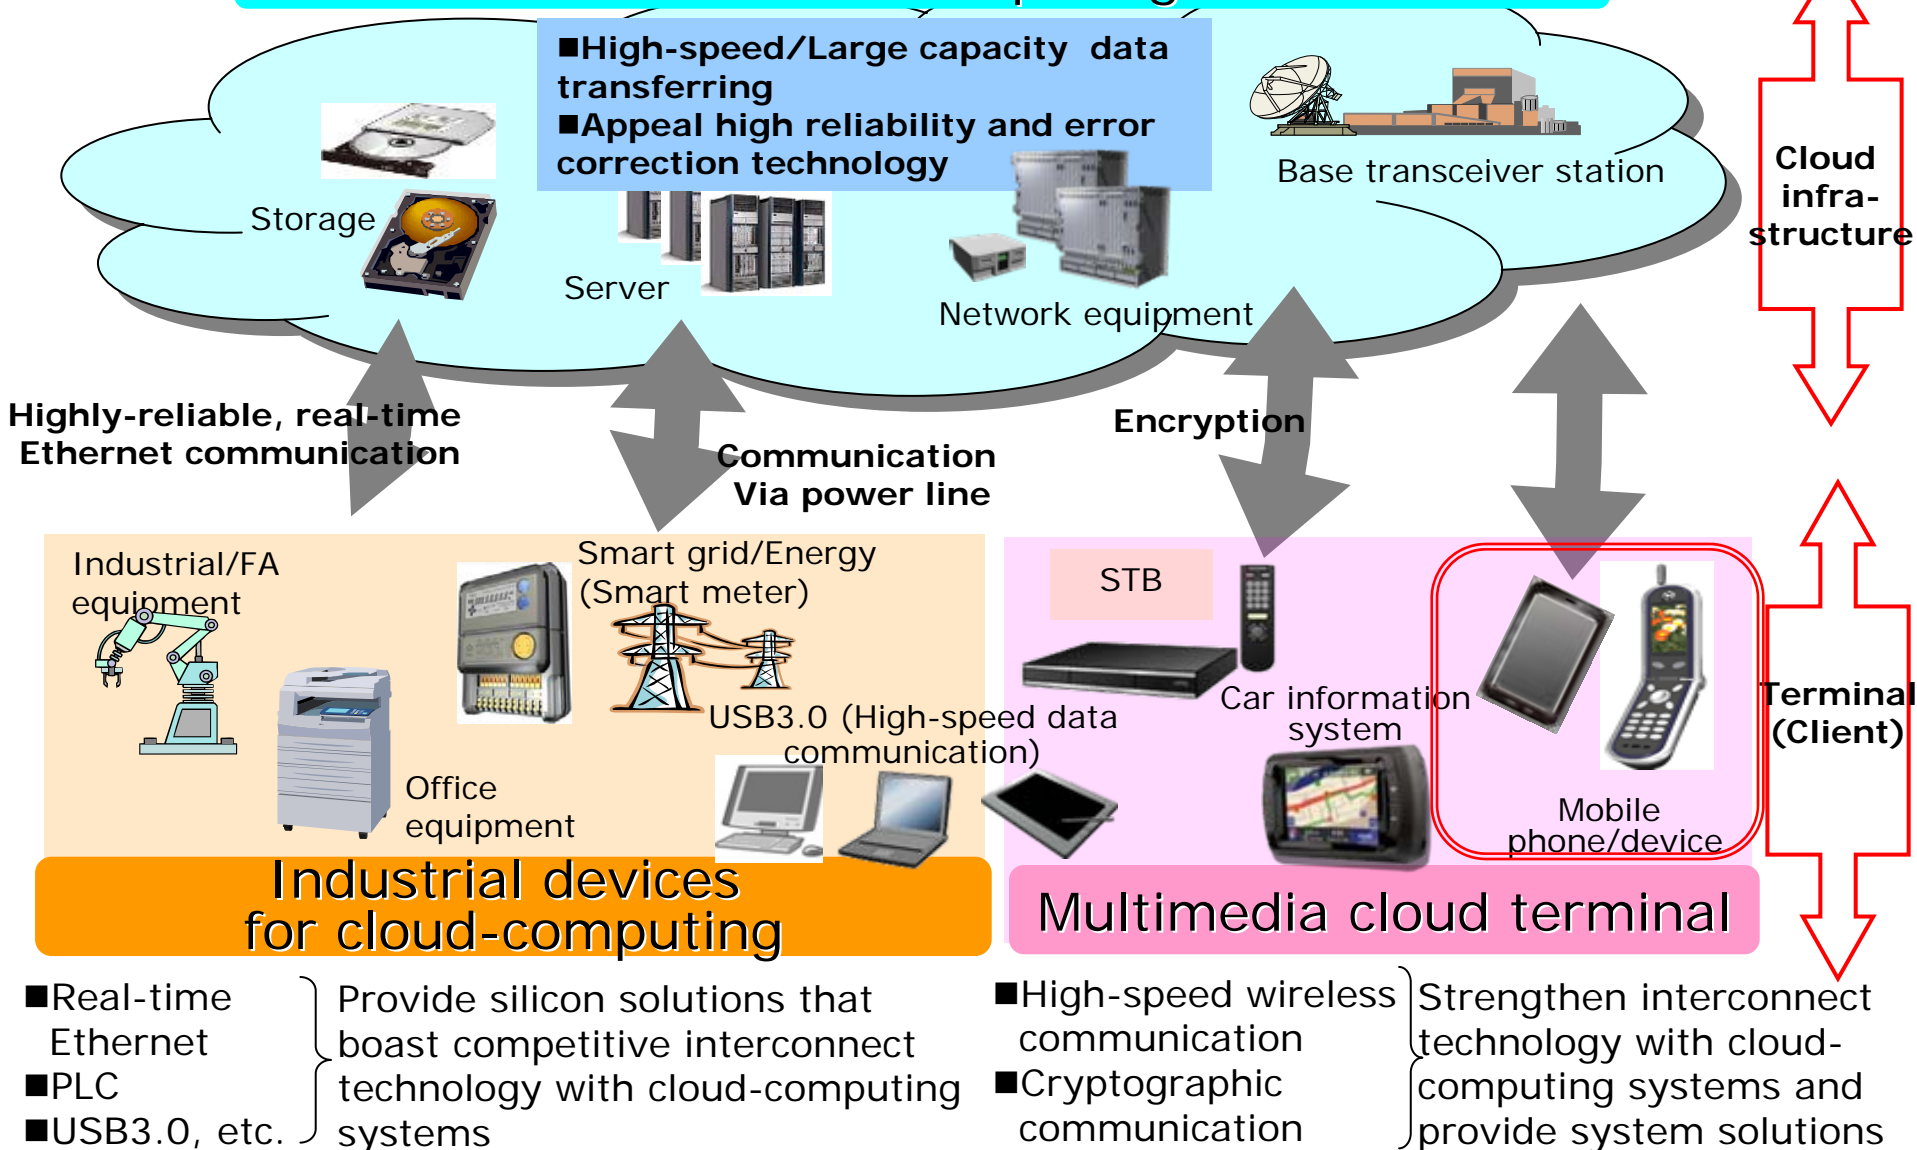 ■High-speed/Large capacity data
transferring
■Appeal high reliability and error
correction technology
Base transceiver station
Storage
Server
Network equipment
Cloud
infra-
structure
Highly-reliable, real-time
Ethernet communication
Communication
Via power line
Encryption
Industrial/FA
equipment
Smart grid/Energy
(Smart meter)
STB
Car information
system
USB3.0 (High-speed data
communication)
Office
equipment
Mobile
phone/device
Terminal
(Client)
Industrial devices
for cloud-computing
Multimedia cloud terminal
■Real-time
Ethernet
■PLC
■USB3.0, etc.
Provide silicon solutions that
boast competitive interconnect
technology with cloud-computing
systems
■High-speed wireless
communication
■Cryptographic
communication
Strengthen interconnect
technology with cloud-
computing systems and
provide system solutions